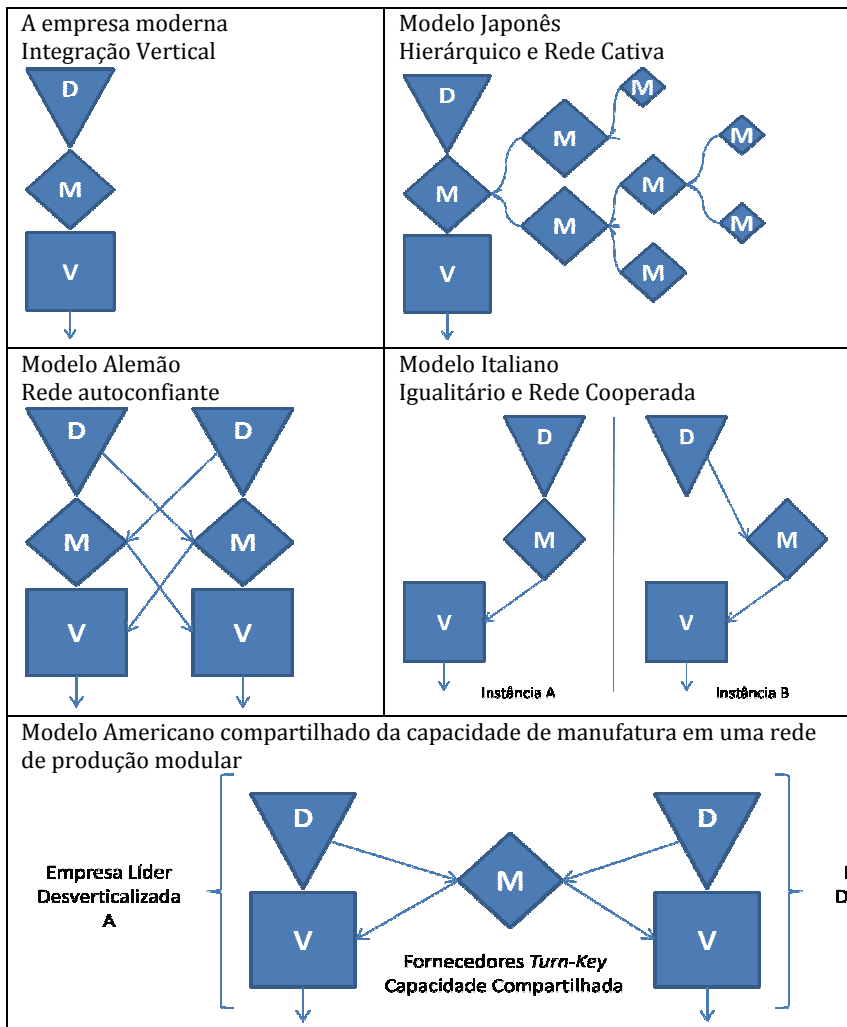 A empresa moderna
Integração Vertical
D
M
V
Modelo Japonês
Hierárquico e Rede Cativa
D
M
V
M
M
M
M
M
M
M
Modelo Alemão
Rede autoconfiante
D
D
M
M
V
V
Modelo Italiano
Igualitário e Rede Cooperada
D
M
V
Instância A
D
M
V
Instância B
Modelo Americano compartilhado da capacidade de manufatura em uma rede
de produção modular
Empresa Líder
Desverticalizada
A
D
V
M
Fornecedores Turn-Key
Capacidade Compartilhada
D
V